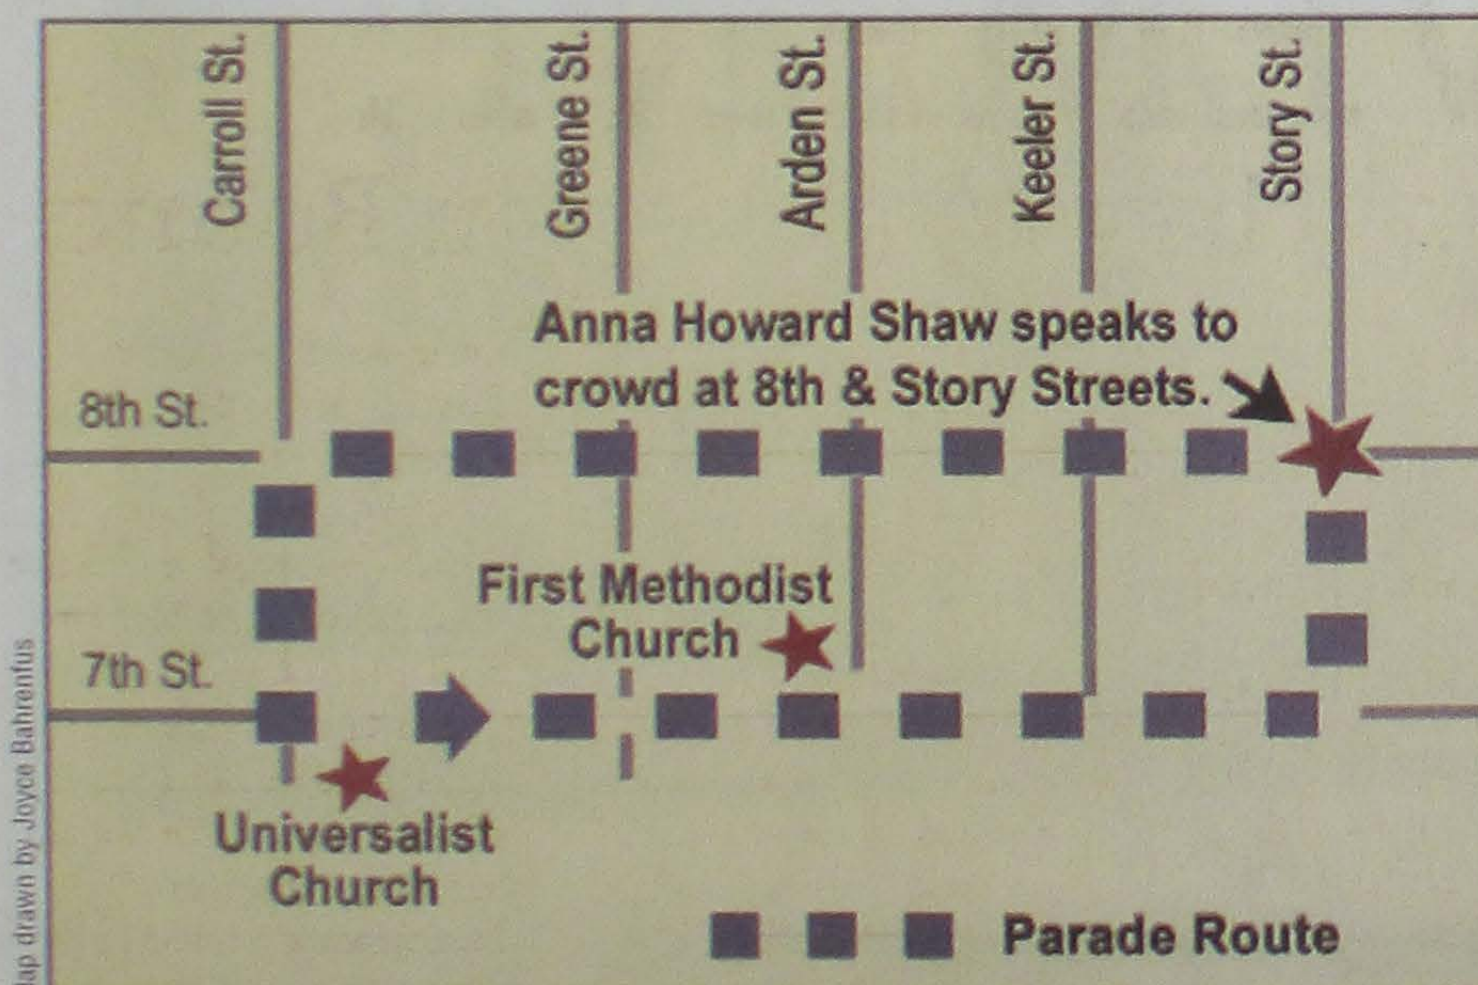 Carroll St.
Greene St.
Arden St.
Keeler St.
Story St.
Anna Howard Shaw speaks to
crowd at 8th & Story Streets.
8th St.
First Methodist
Church
7th St.
Universalist
Church
Parade Route
drawn by Joyce Bahrenfus